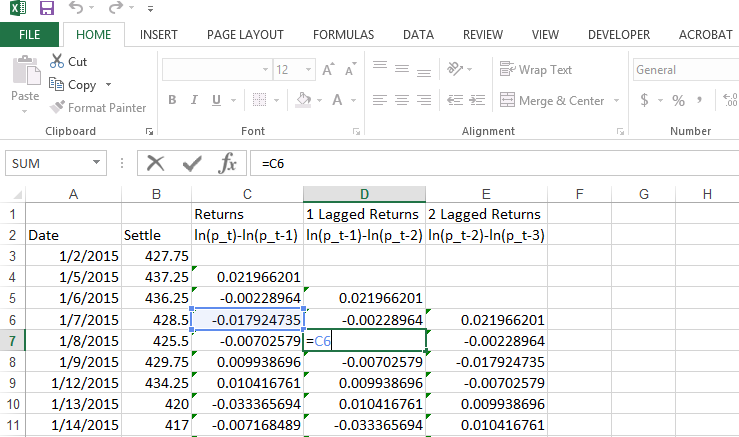 FILE HOME INSERT PAGE LAYOUT FORMULAS DATA REVIEW VIEW DEVELOPER ACROBAT
Cut
Copy
Format Painter
Paste
Clipboard
12
A A
B I U A
Font
Wrap Text
Merge & Center
Alignment
General
$ % ,
Number
SUM fx =C6
A B C D E F G H
1 Returns 1 Lagged Returns 2 Lagged Returns
2 Date Settle ln(p_t)-ln(p_t-1) ln(p_t-1)-ln(p_t-2) ln(p_t-2)-ln(p_t-3)
3 1/2/2015 427.75
4 1/5/2015 437.25 0.021966201
5 1/6/2015 436.25 -0.00228964 0.021966201
6 1/7/2015 428.5 -0.017924735 -0.00228964 0.021966201
7 1/8/2015 425.5 -0.00702579 =C6 -0.00228964
8 1/9/2015 429.75 0.009938696 -0.00702579 -0.017924735
9 1/12/2015 434.25 0.010416761 0.009938696 -0.00702579
10 1/13/2015 420 -0.033365694 0.010416761 0.009938696
11 1/14/2015 417 -0.007168489 -0.033365694 0.010416761